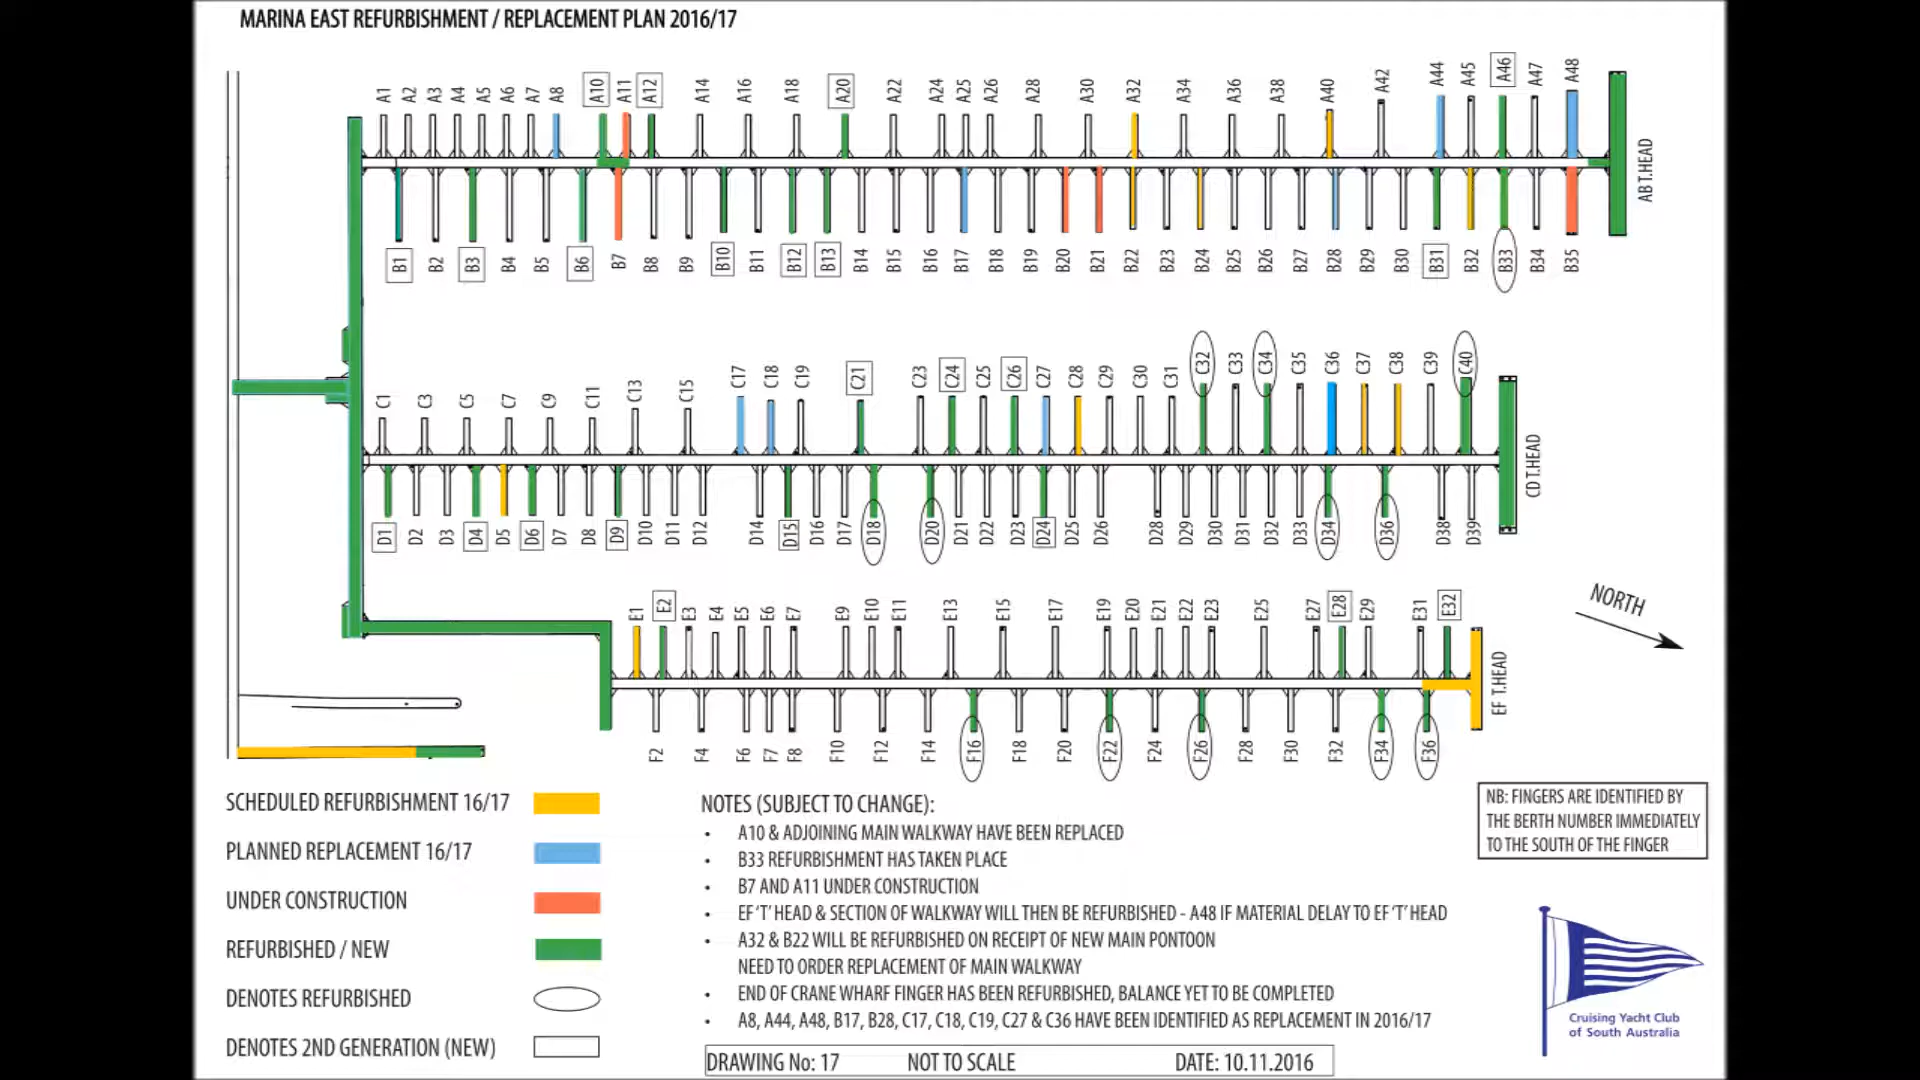 MARINA EAST REFURBISHMENT / REPLACEMENT PLAN 2016/17
A1 A2 A3 A4 A5 A6 A7 A8 A10 A11 A12 A14 A16 A18 A20 A22 A24 A25 A26 A28 A30 A32 A34 A36 A38 A40 A42 A44 A45 A46 A47 A48
AB T.HEAD
B1 B2 B3 B4 B5 B6 B7 B8 B9 B10 B11 B12 B13 B14 B15 B16 B17 B18 B19 B20 B21 B22 B23 B24 B25 B26 B27 B28 B29 B30 B31 B32 B33 B34 B35
C1 C3 C5 C7 C9 C11 C13 C15 C17 C18 C19 C21 C23 C24 C25 C26 C27 C28 C29 C30 C31 C32 C33 C34 C35 C36 C37 C38 C39 C40
CD T.HEAD
D1 D2 D3 D4 D5 D6 D7 D8 D9 D10 D11 D12 D14 D15 D16 D17 D18 D20 D21 D22 D23 D24 D25 D26 D28 D29 D30 D31 D32 D33 D34 D36 D38 D39
NORTH
E1 E2 E3 E4 E5 E6 E7 E9 E10 E11 E13 E15 E17 E19 E20 E21 E22 E23 E25 E27 E28 E29 E31 E32
EF T.HEAD
F2 F4 F6 F7 F8 F10 F12 F14 F16 F18 F20 F22 F24 F26 F28 F30 F32 F34 F36
SCHEDULED REFURBISHMENT 16/17
PLANNED REPLACEMENT 16/17
UNDER CONSTRUCTION
REFURBISHED / NEW
DENOTES REFURBISHED
DENOTES 2ND GENERATION (NEW)
NOTES (SUBJECT TO CHANGE):
• A10 & ADJOINING MAIN WALKWAY HAVE BEEN REPLACED
• B33 REFURBISHMENT HAS TAKEN PLACE
• B7 AND A11 UNDER CONSTRUCTION
• EF ‘T’ HEAD & SECTION OF WALKWAY WILL THEN BE REFURBISHED - A48 IF MATERIAL DELAY TO EF ‘T’ HEAD
• A32 & B22 WILL BE REFURBISHED ON RECEIPT OF NEW MAIN PONTOON
NEED TO ORDER REPLACEMENT OF MAIN WALKWAY
• END OF CRANE WHARF FINGER HAS BEEN REFURBISHED, BALANCE YET TO BE COMPLETED
• A8, A44, A48, B17, B28, C17, C18, C19, C27 & C36 HAVE BEEN IDENTIFIED AS REPLACEMENT IN 2016/17
DRAWING No: 17 NOT TO SCALE DATE: 10.11.2016
NB: FINGERS ARE IDENTIFIED BY
THE BERTH NUMBER IMMEDIATELY
TO THE SOUTH OF THE FINGER
Cruising Yacht Club
of South Australia